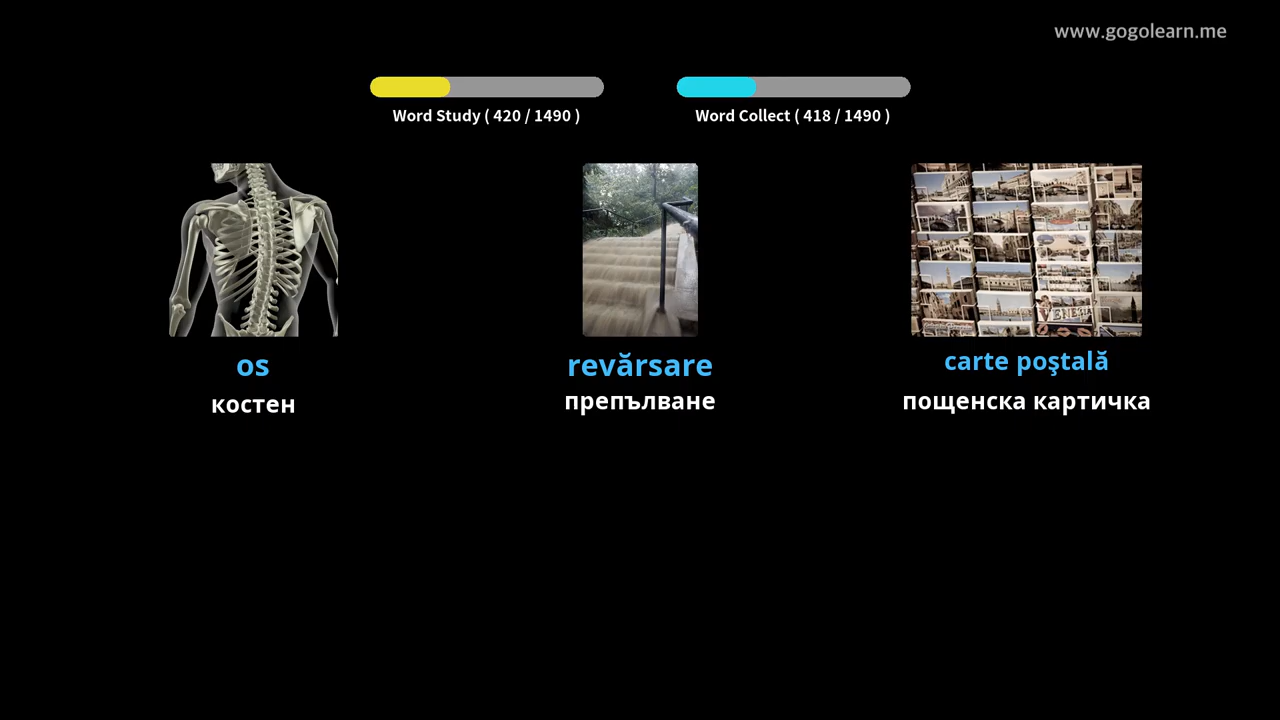 www.gogolearn.me
Word Study ( 420 / 1490 )
Word Collect ( 418 / 1490 )
VENEZIA
os
revărsare
carte poştală
костен
препълване
пощенска картичка